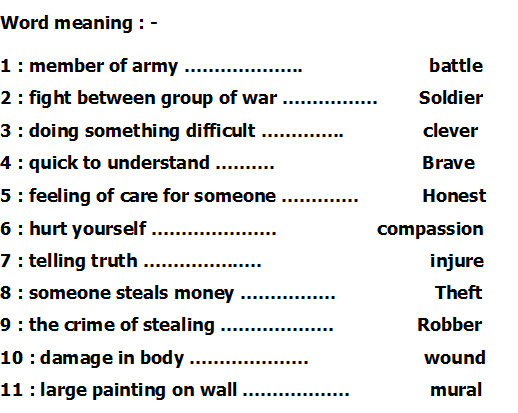 Word meaning : -
1 : member of army ……………….. battle
2 : fight between group of war ……………. Soldier
3 : doing something difficult ………….. clever
4 : quick to understand ………. Brave
5 : feeling of care for someone …………. Honest
6 : hurt yourself ………………… compassion
7 : telling truth ……………..…. injure
8 : someone steals money ……………. Theft
9 : the crime of stealing ………………. Robber
10 : damage in body ………………… wound
11 : large painting on wall ……………… mural